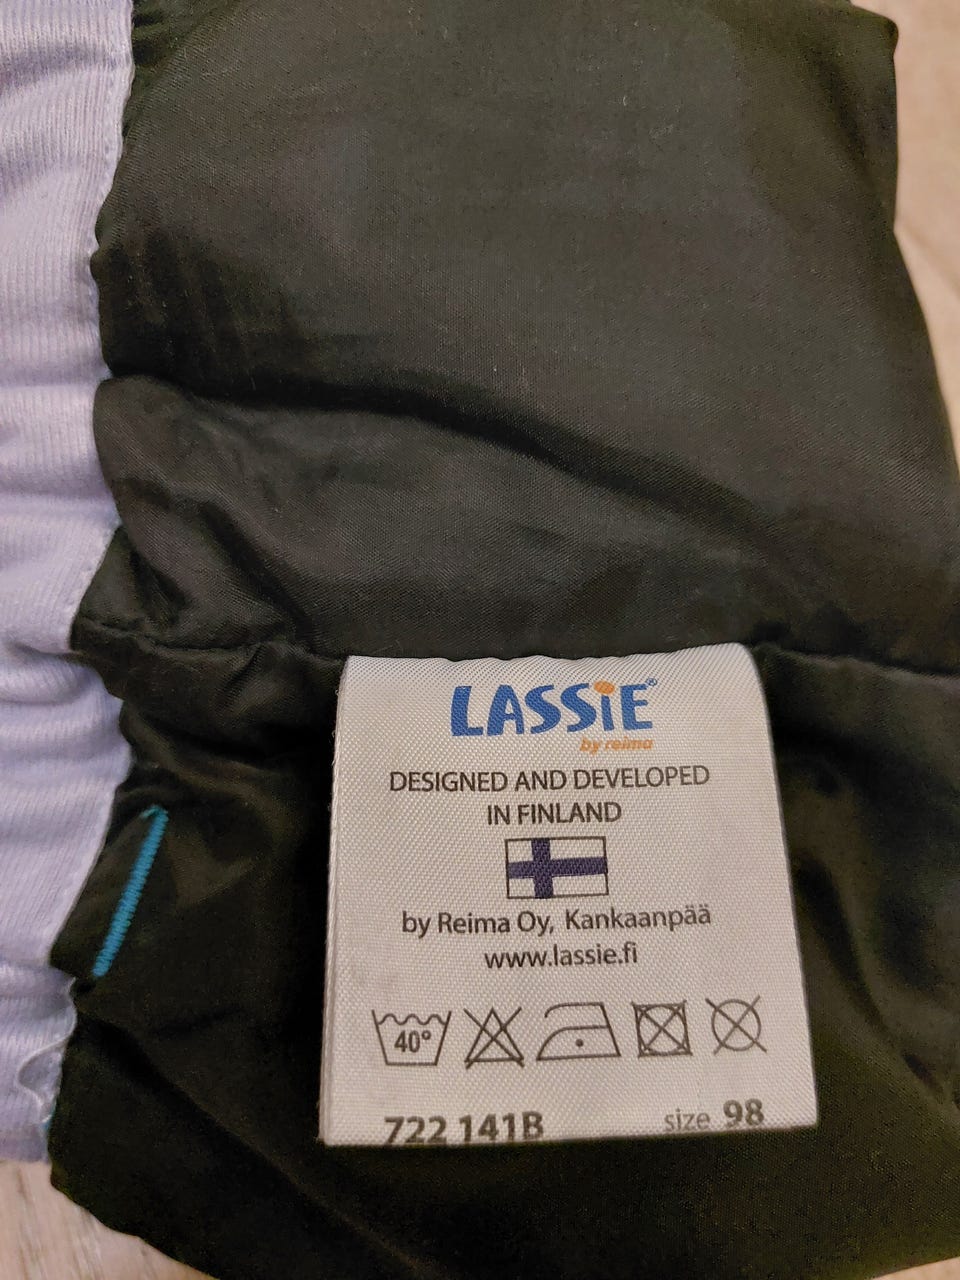 LASSiE®
by reima
DESIGNED AND DEVELOPED
IN FINLAND
by Reima Oy, Kankaanpää
www.lassie.fi
40°
722 141B size 98